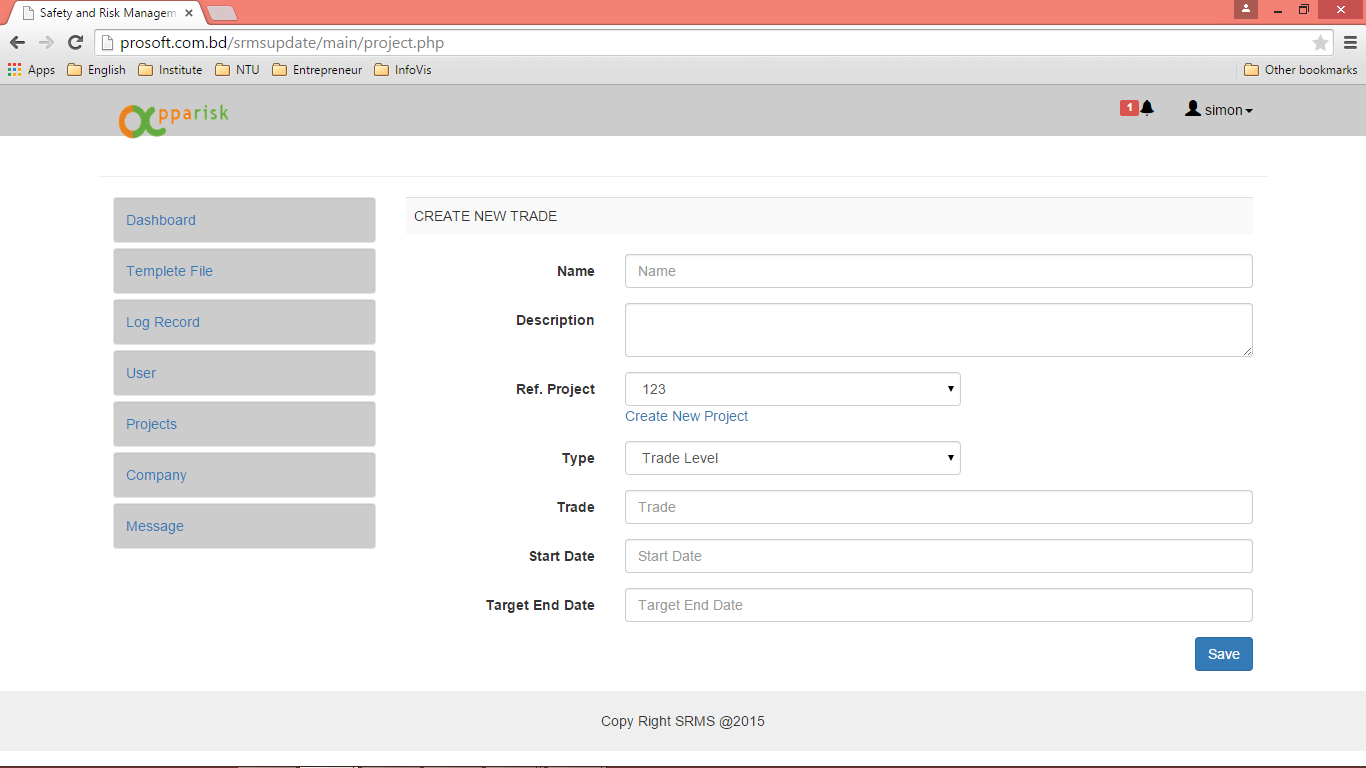 Safety and Risk Managem
prosoft.com.bd/srmsupdate/main/project.php
Apps English Institute NTU Entrepreneur InfoVis Other bookmarks
pparisk
1 simon
Dashboard
Templete File
Log Record
User
Projects
Company
Message
CREATE NEW TRADE
Name Name
Description
Ref. Project 123
Create New Project
Type Trade Level
Trade Trade
Start Date Start Date
Target End Date Target End Date
Save
Copy Right SRMS @2015